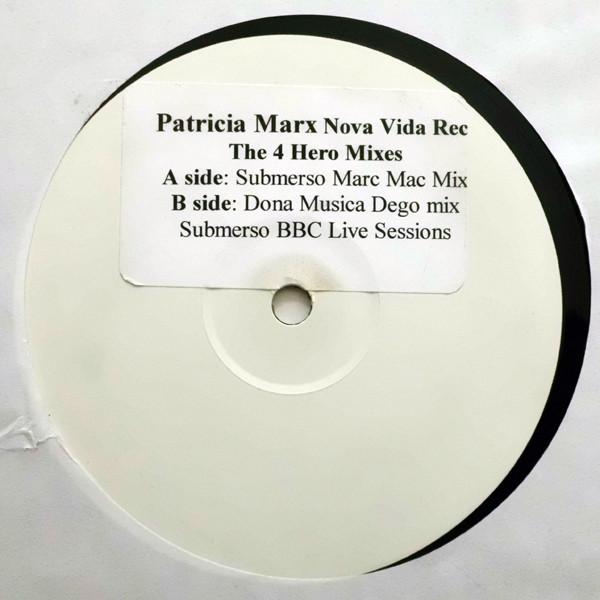 Patricia Marx Nova Vida Rec
The 4 Hero Mixes
A side: Submerso Marc Mac Mix
B side: Dona Musica Dego mix
Submerso BBC Live Sessions